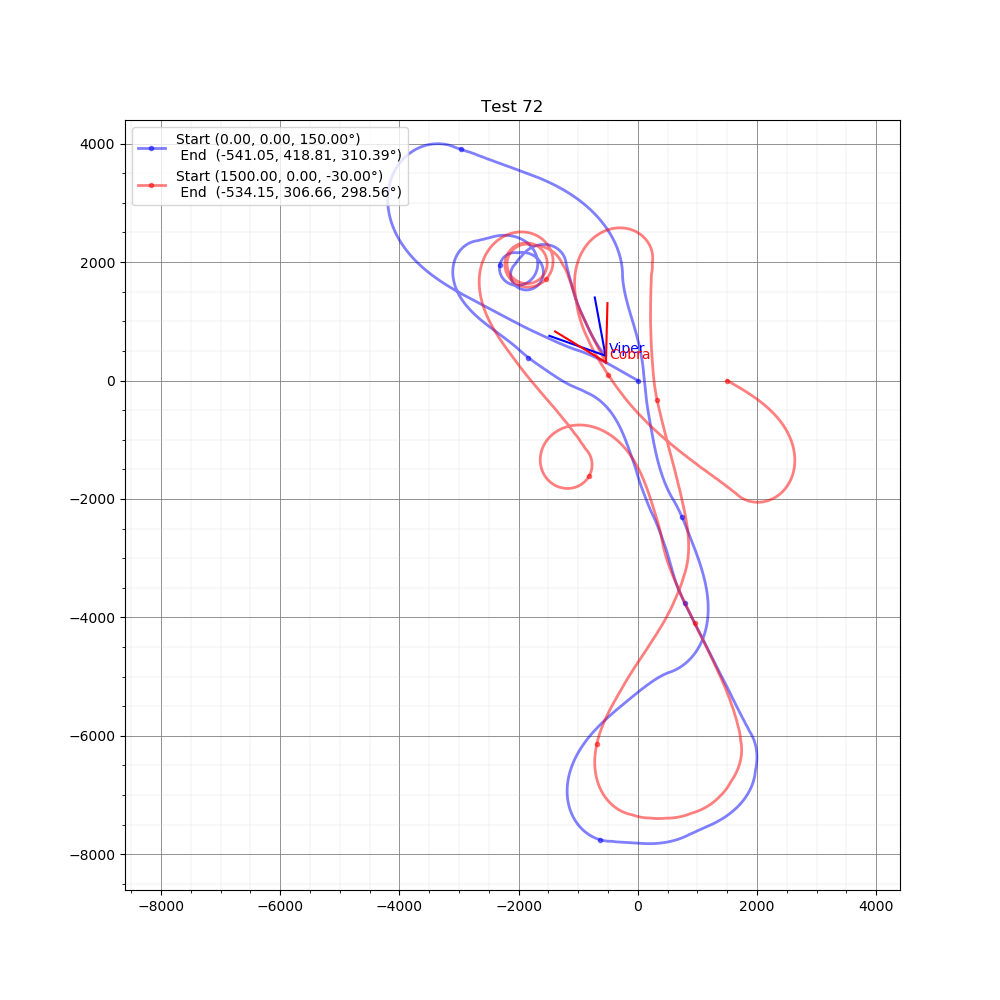 Test 72
Start (0.00, 0.00, 150.00°)
End  (-541.05, 418.81, 310.39°)
Start (1500.00, 0.00, -30.00°)
End  (-534.15, 306.66, 298.56°)
4000
2000
0
−2000
−4000
−6000
−8000
Viper
Cobra
−8000 −6000 −4000 −2000 0 2000 4000